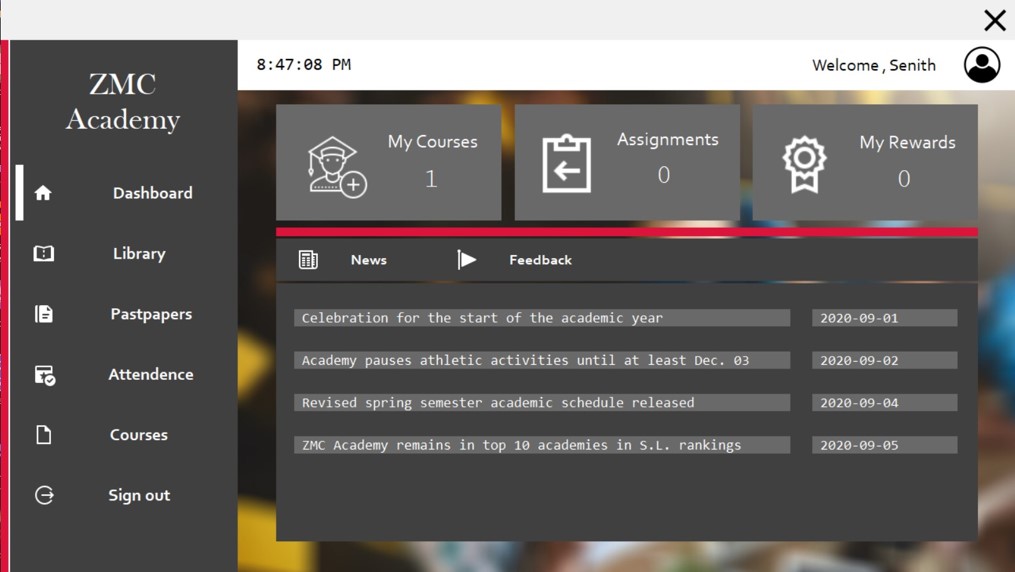 ZMC
Academy
8:47:08 PM
Welcome , Senith
My Courses
1
Assignments
0
My Rewards
0
Dashboard
Library
Pastpapers
Attendence
Courses
Sign out
News
Feedback
Celebration for the start of the academic year 2020-09-01
Academy pauses athletic activities until at least Dec. 03 2020-09-02
Revised spring semester academic schedule released 2020-09-04
ZMC Academy remains in top 10 academies in S.L. rankings 2020-09-05